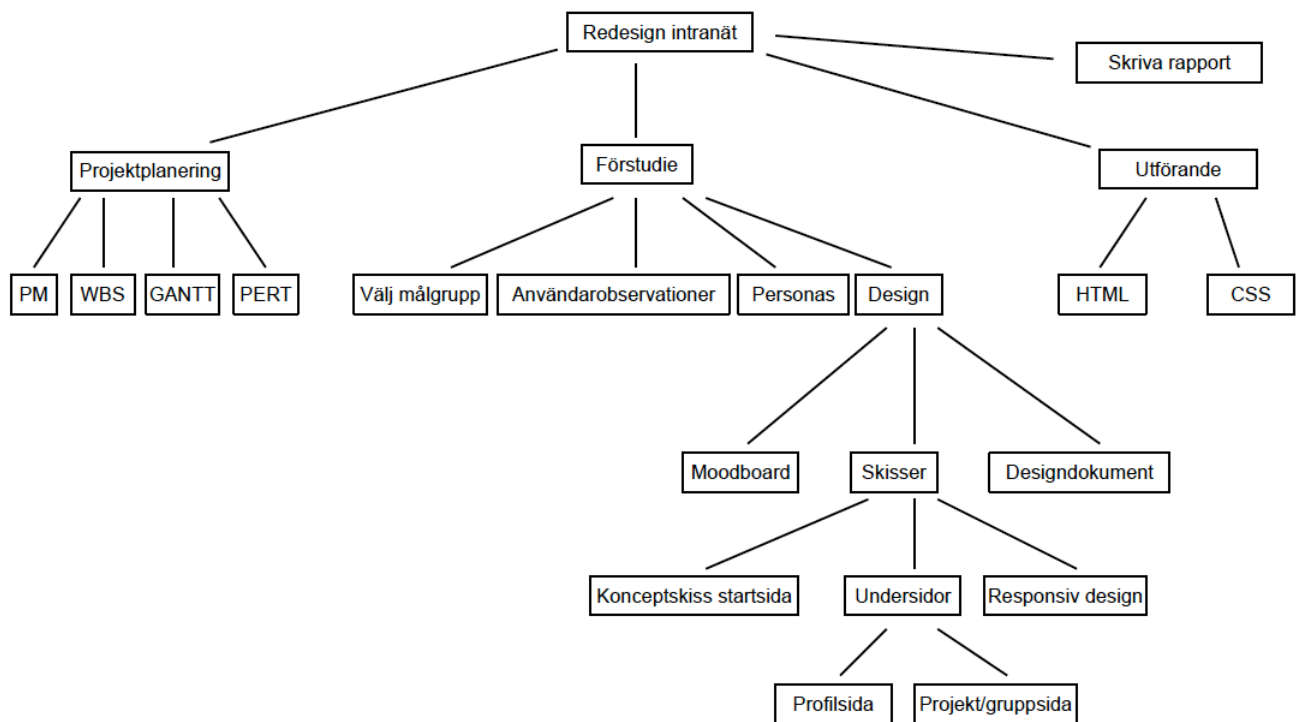 Redesign intranät
Skriva rapport
Projektplanering
Förstudie
Utförande
PM
WBS
GANTT
PERT
Välj målgrupp
Användarobservationer
Personas
Design
HTML
CSS
Moodboard
Skisser
Designdokument
Konceptskiss startsida
Undersidor
Responsiv design
Profilsida
Projekt/gruppsida